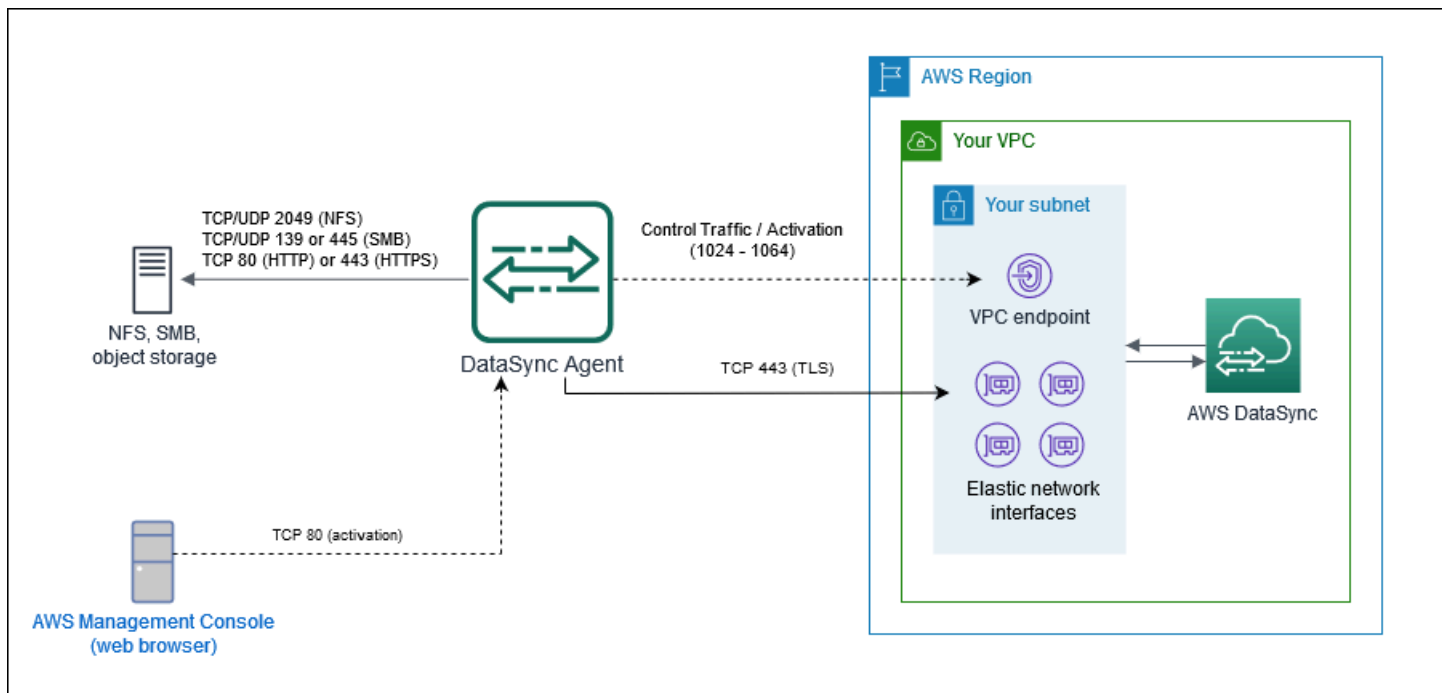 AWS Region
Your VPC
Your subnet
TCP/UDP 2049 (NFS)
TCP/UDP 139 or 445 (SMB)
TCP 80 (HTTP) or 443 (HTTPS)
Control Traffic / Activation
(1024 - 1064)
VPC endpoint
NFS, SMB,
object storage
DataSync Agent
TCP 443 (TLS)
AWS DataSync
Elastic network
interfaces
TCP 80 (activation)
AWS Management Console
(web browser)